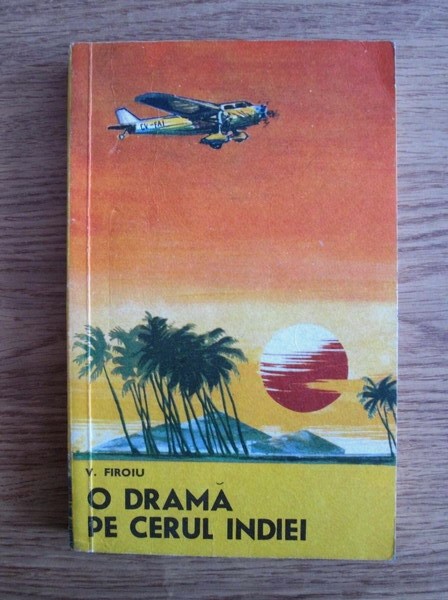 V. FIROIU
O DRAMĂ
PE CERUL INDIEI